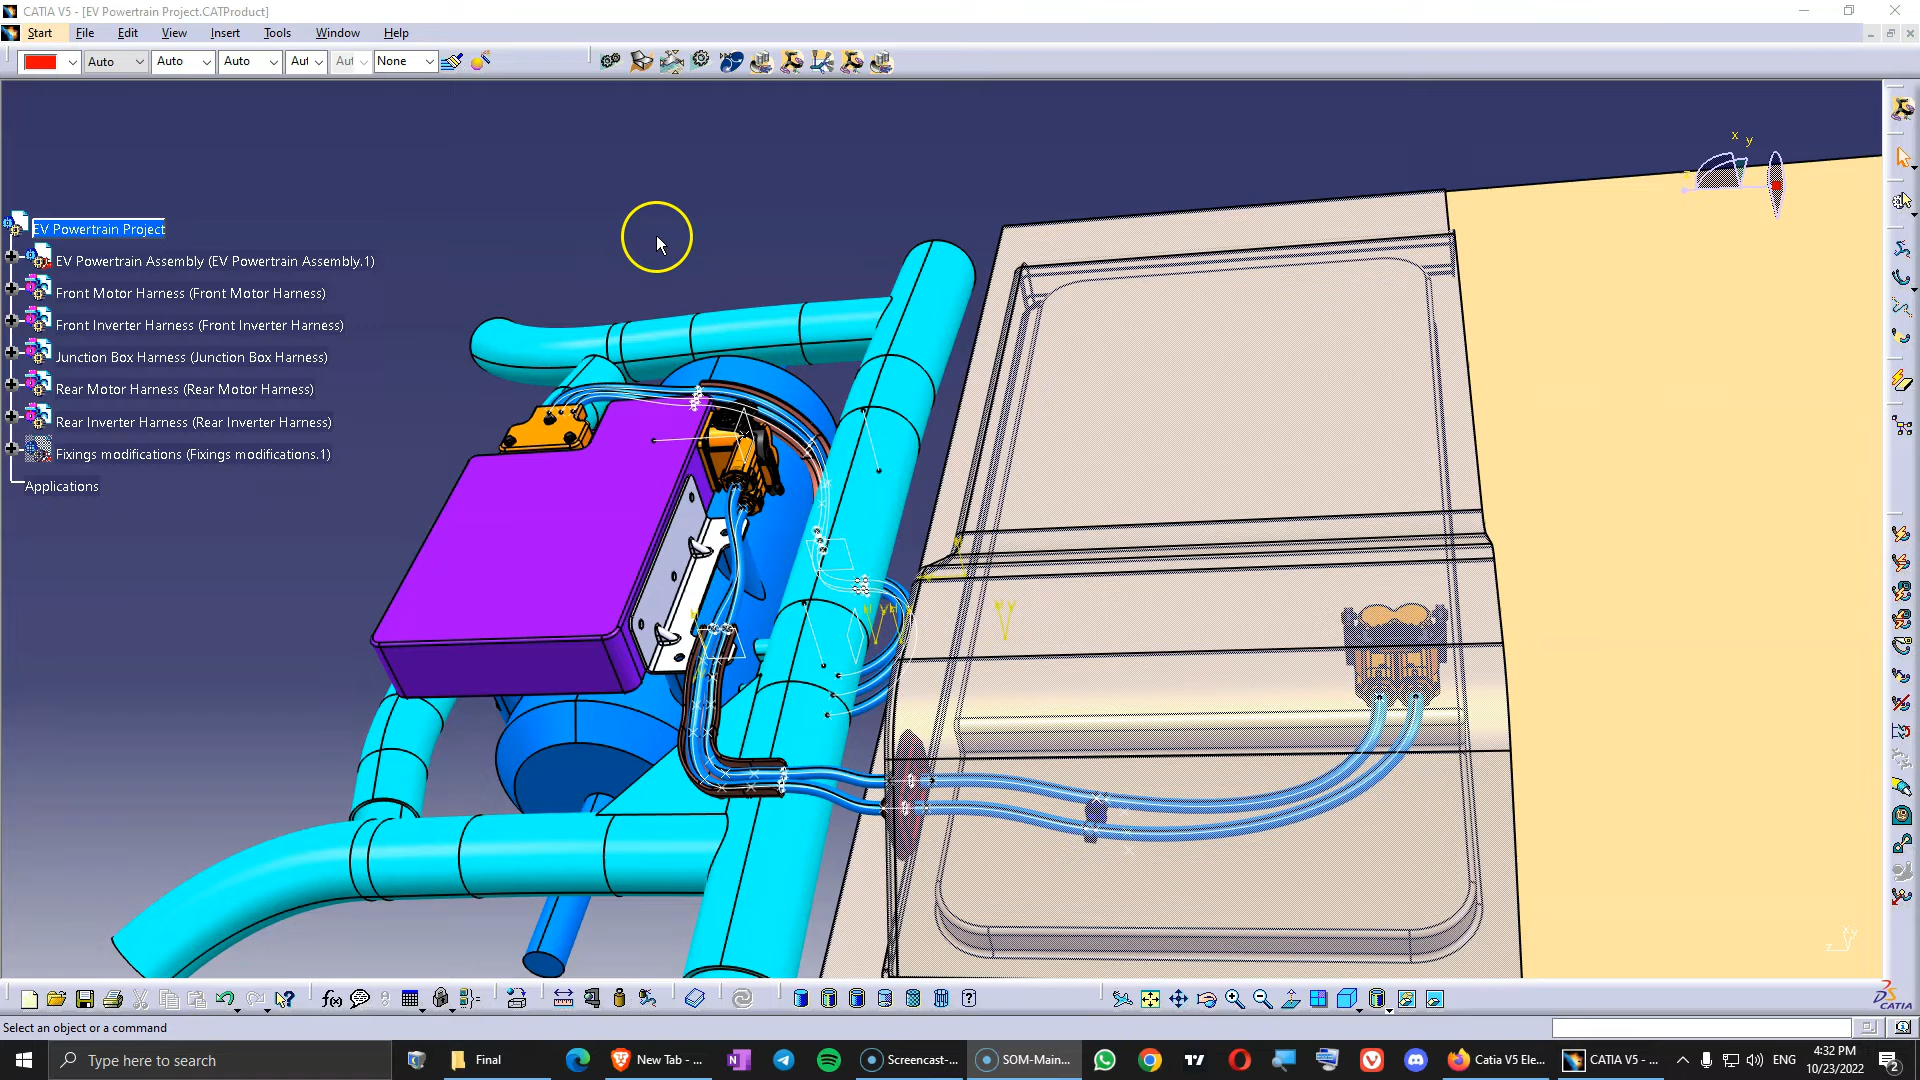 CATIA V5 - [EV Powertrain Project.CATProduct]
Start File Edit View Insert Tools Window Help
Auto Auto Auto Aut Aut None
x
y
EV Powertrain Project
EV Powertrain Assembly (EV Powertrain Assembly.1)
Front Motor Harness (Front Motor Harness)
Front Inverter Harness (Front Inverter Harness)
Junction Box Harness (Junction Box Harness)
Rear Motor Harness (Rear Motor Harness)
Rear Inverter Harness (Rear Inverter Harness)
Fixings modifications (Fixings modifications.1)
Applications
f(x)
CATIA
Select an object or a command
Type here to search
Final
New Tab - ...
Screencast-...
SOM-Main...
Catia V5 Ele...
CATIA V5 - ...
ENG
4:32 PM
10/23/2022
2